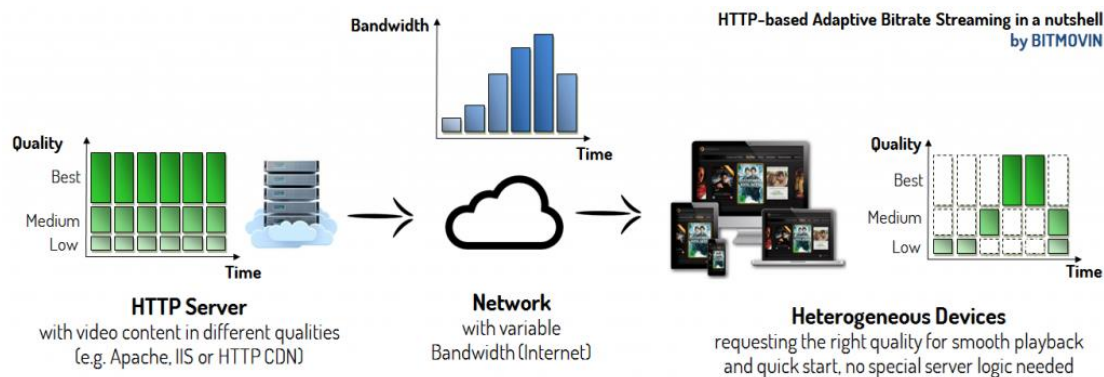 HTTP-based Adaptive Bitrate Streaming in a nutshell
by BITMOVIN
Bandwidth
Time
Quality
Best
Medium
Low
Time
Quality
Best
Medium
Low
Time
HTTP Server
with video content in different qualities
(e.g. Apache, IIS or HTTP CDN)
Network
with variable
Bandwidth (Internet)
Heterogeneous Devices
requesting the right quality for smooth playback
and quick start, no special server logic needed